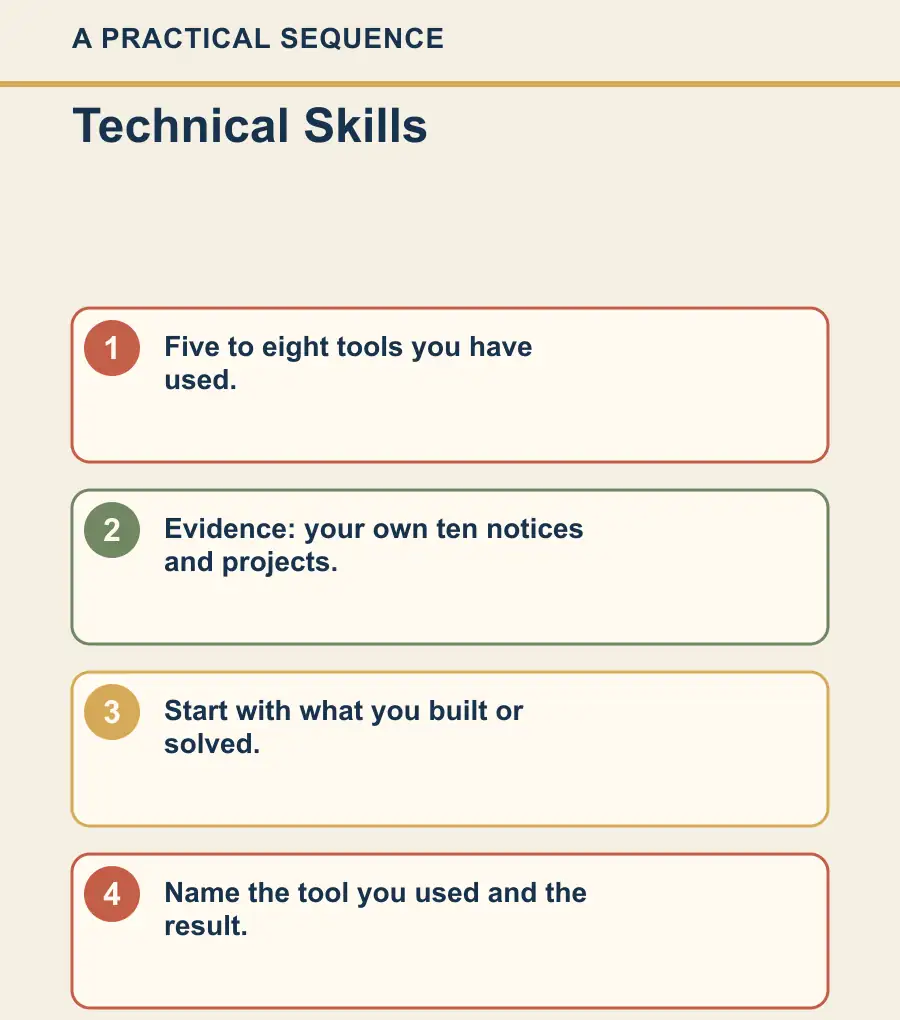 A PRACTICAL SEQUENCE
Technical Skills
1
Five to eight tools you have
used.
2
Evidence: your own ten notices
and projects.
3
Start with what you built or
solved.
4
Name the tool you used and the
result.